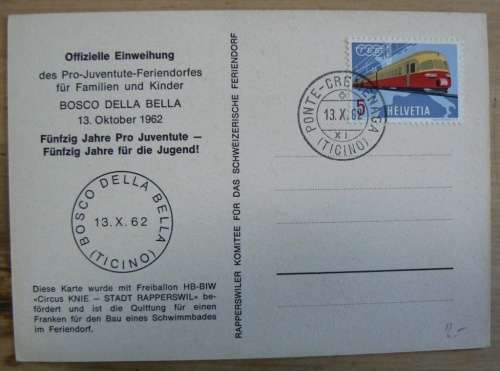 Offizielle Einweihung
des Pro-Juventute-Feriendorfes
für Familien und Kinder
BOSCO DELLA BELLA
13. Oktober 1962
Fünfzig Jahre Pro Juventute —
Fünfzig Jahre für die Jugend!
BOSCO DELLA BELLA
13. X. 62
(TICINO)
Diese Karte wurde mit Freiballon HB-BIW
«Circus KNIE — STADT RAPPERSWIL» be-
fördert und ist die Quittung für einen
Franken für den Bau eines Schwimmbades
im Feriendorf.
RAPPERSWILER KOMITEE FÜR DAS SCHWEIZERISCHE FERIENDORF
PONTE-CREMENAGA
13. X. 62
XI
(TICINO)
TEE
5
HELVETIA